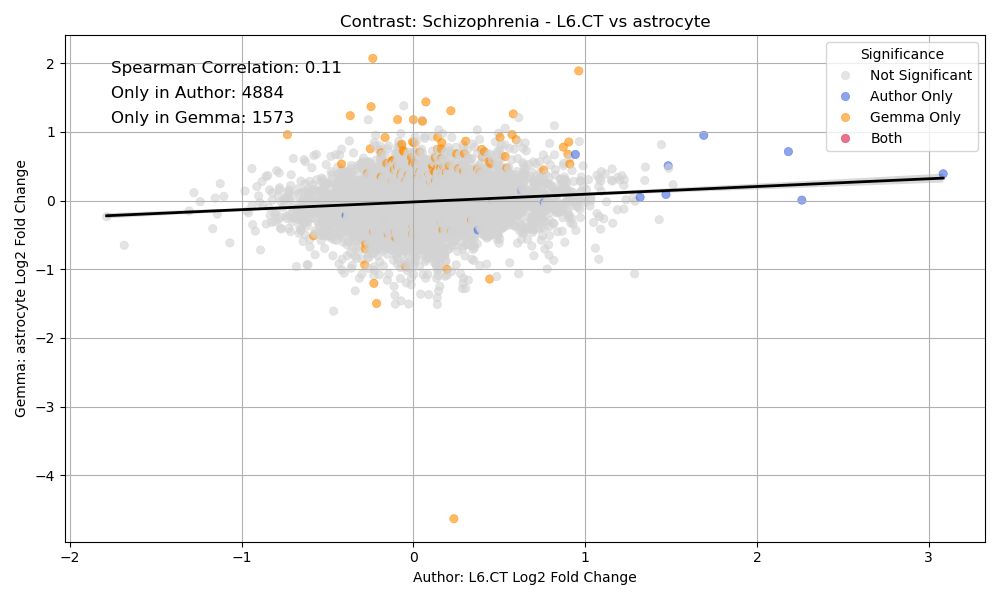 Contrast: Schizophrenia - L6.CT vs astrocyte
Spearman Correlation: 0.11
Only in Author: 4884
Only in Gemma: 1573
Significance
Not Significant
Author Only
Gemma Only
Both
2
1
0
−1
−2
−3
−4
Gemma: astrocyte Log2 Fold Change
−2
−1
0
1
2
3
Author: L6.CT Log2 Fold Change